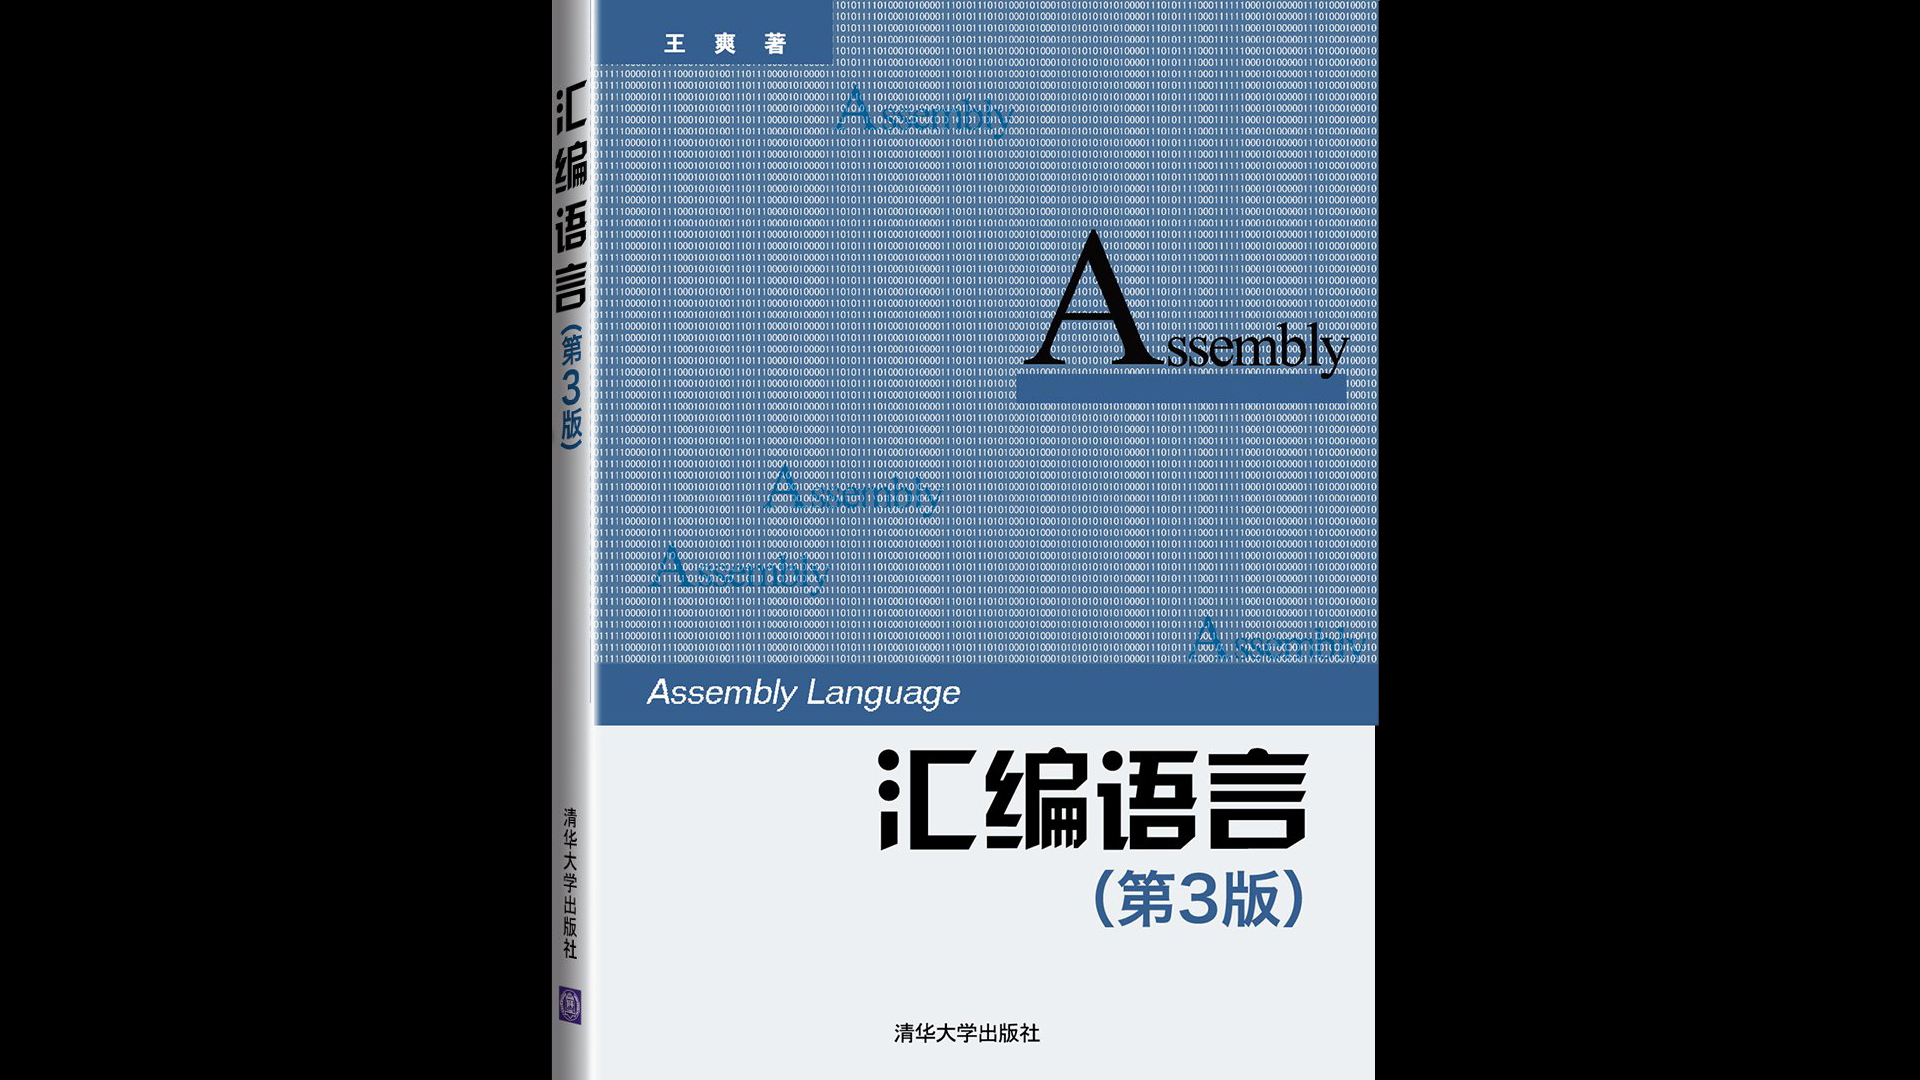 王 爽 著
Assembly
Assembly
Assembly
Assembly
Assembly
Assembly Language
汇编语言
（第3版）
清华大学出版社
汇编语言
（第3版）
清华大学出版社